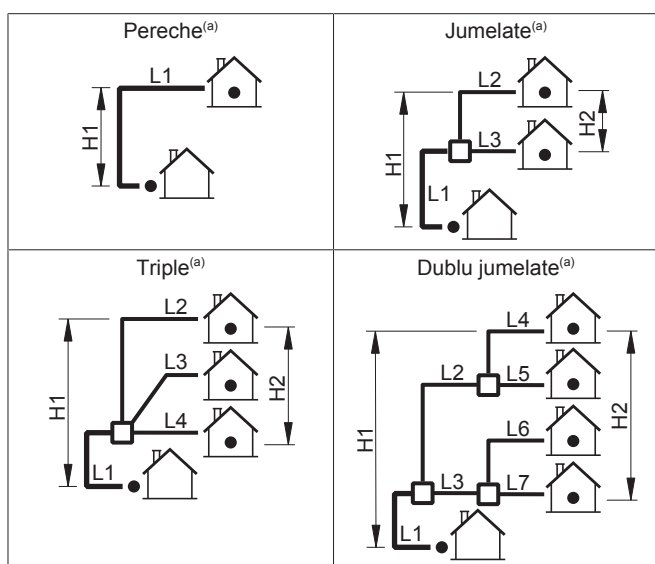 Pereche(a)
L1
H1
Jumelate(a)
L2
H1
L3
H2
L1
Triple(a)
L2
H1
L3
H2
L4
L1
Dublu jumelate(a)
L4
L2
L5
H1
H2
L6
L3
L7
L1